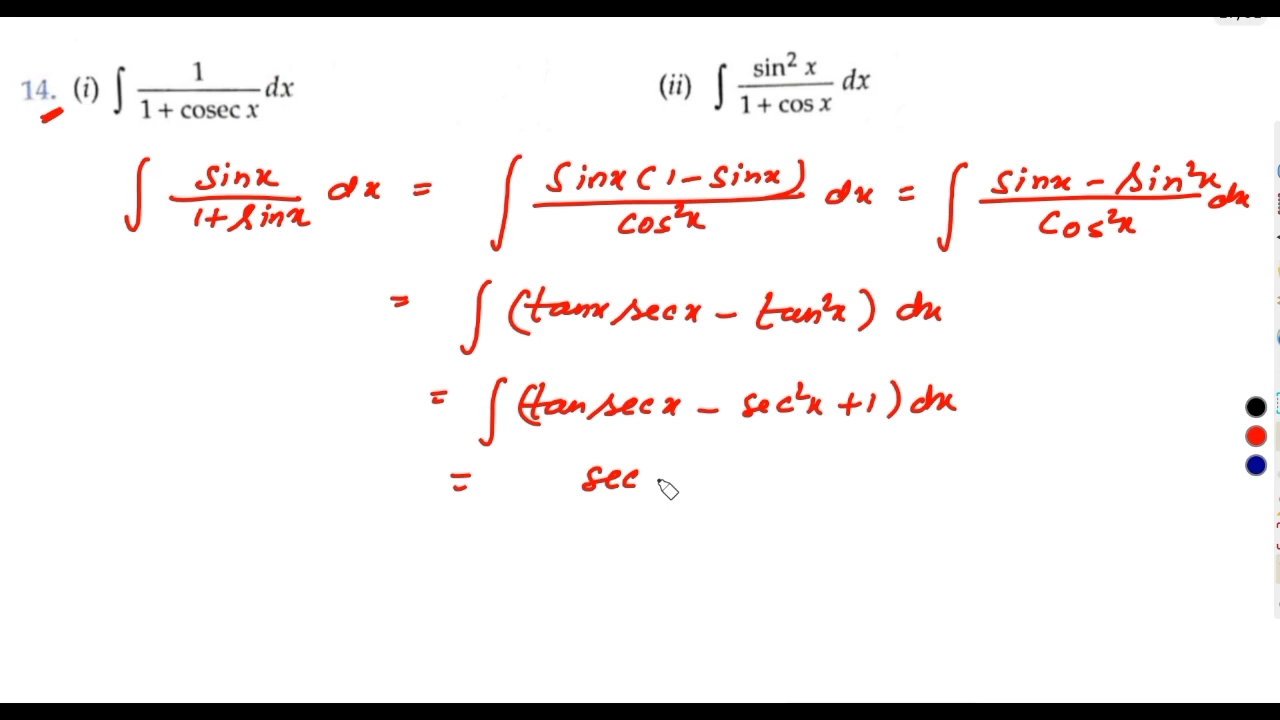 14. (i) ∫ 1/(1 + cosec x) dx (ii) ∫ sin² x/(1 + cos x) dx
∫ sinx/(1+sinx) dx = ∫ sinx(1-sinx)/cos²x dx = ∫ (sinx - sin²x)/cos²x dx
= ∫ (tanx secx - tan²x) dx
= ∫ (tan secx - sec²x +1) dx
= sec